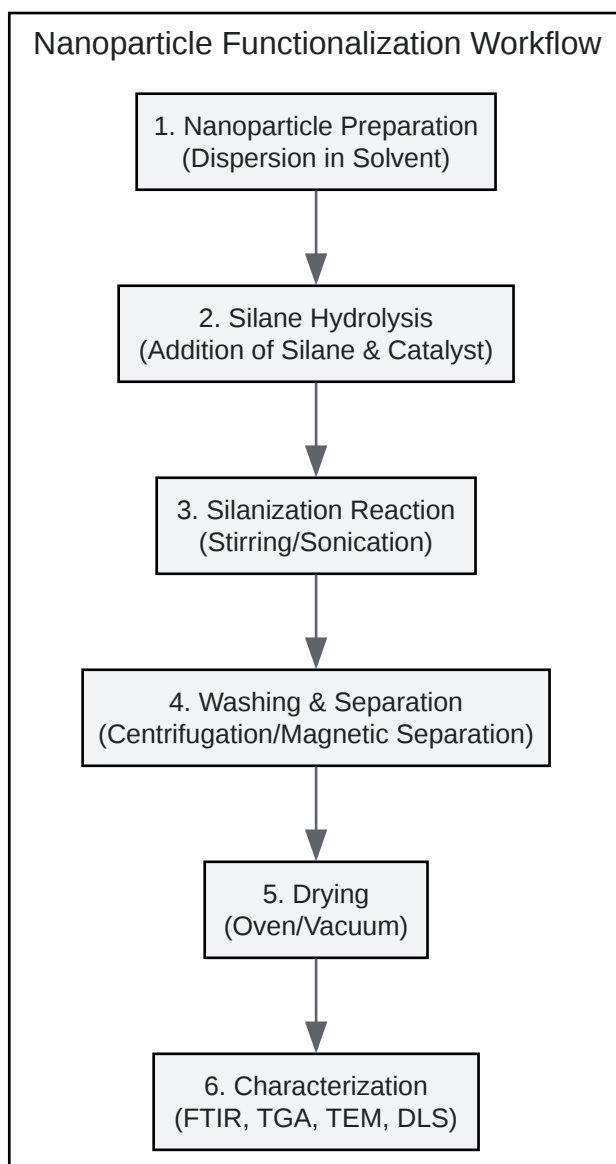 Nanoparticle Functionalization Workflow
1. Nanoparticle Preparation
(Dispersion in Solvent)
2. Silane Hydrolysis
(Addition of Silane & Catalyst)
3. Silanization Reaction
(Stirring/Sonication)
4. Washing & Separation
(Centrifugation/Magnetic Separation)
5. Drying
(Oven/Vacuum)
6. Characterization
(FTIR, TGA, TEM, DLS)